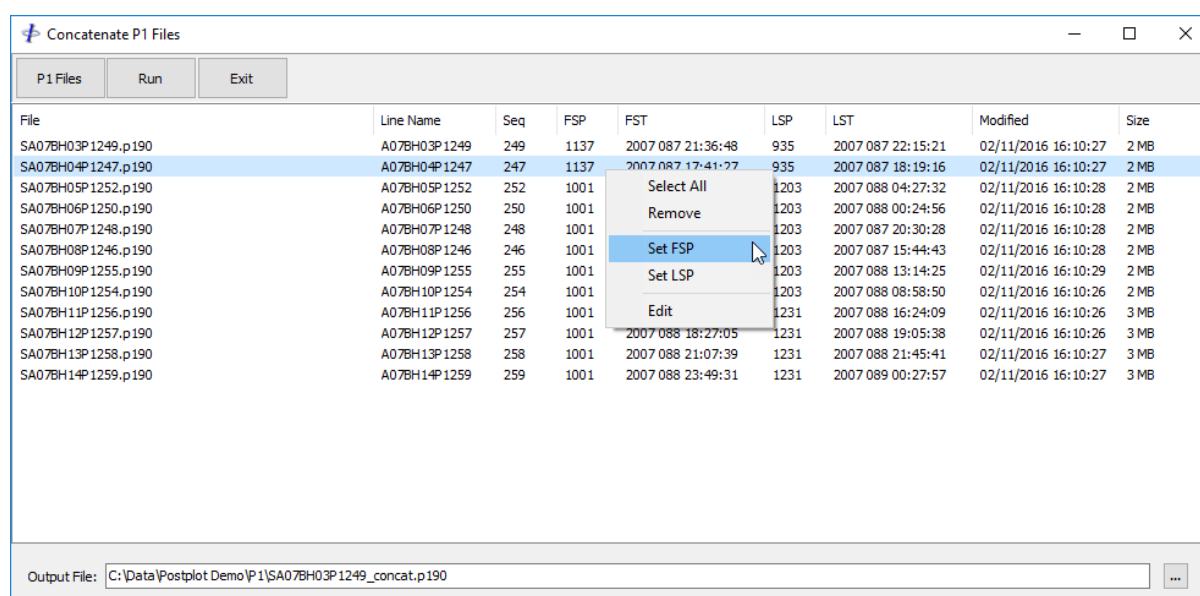 Concatenate P1 Files
P1 Files Run Exit
File Line Name Seq FSP FST LSP LST Modified Size
SA07BH03P1249.p190 A07BH03P1249 249 1137 2007 087 21:36:48 935 2007 087 22:15:21 02/11/2016 16:10:27 2 MB
SA07BH04P1247.p190 A07BH04P1247 247 1137 2007 087 17:41:27 935 2007 087 18:19:16 02/11/2016 16:10:27 2 MB
SA07BH05P1252.p190 A07BH05P1252 252 1001 Select All 1203 2007 088 04:27:32 02/11/2016 16:10:28 2 MB
SA07BH06P1250.p190 A07BH06P1250 250 1001 Remove 1203 2007 088 00:24:56 02/11/2016 16:10:28 2 MB
SA07BH07P1248.p190 A07BH07P1248 248 1001 1203 2007 087 20:30:28 02/11/2016 16:10:28 2 MB
SA07BH08P1246.p190 A07BH08P1246 246 1001 Set FSP 1203 2007 087 15:44:43 02/11/2016 16:10:28 2 MB
SA07BH09P1255.p190 A07BH09P1255 255 1001 Set LSP 1203 2007 088 13:14:25 02/11/2016 16:10:29 2 MB
SA07BH10P1254.p190 A07BH10P1254 254 1001 1203 2007 088 08:58:50 02/11/2016 16:10:26 2 MB
SA07BH11P1256.p190 A07BH11P1256 256 1001 Edit 1231 2007 088 16:24:09 02/11/2016 16:10:26 3 MB
SA07BH12P1257.p190 A07BH12P1257 257 1001 2007 088 18:27:05 1231 2007 088 19:05:38 02/11/2016 16:10:26 3 MB
SA07BH13P1258.p190 A07BH13P1258 258 1001 2007 088 21:07:39 1231 2007 088 21:45:41 02/11/2016 16:10:27 3 MB
SA07BH14P1259.p190 A07BH14P1259 259 1001 2007 088 23:49:31 1231 2007 089 00:27:57 02/11/2016 16:10:27 3 MB
Output File: C:\Data\Postplot Demo\P1\SA07BH03P1249_concat.p190 ...